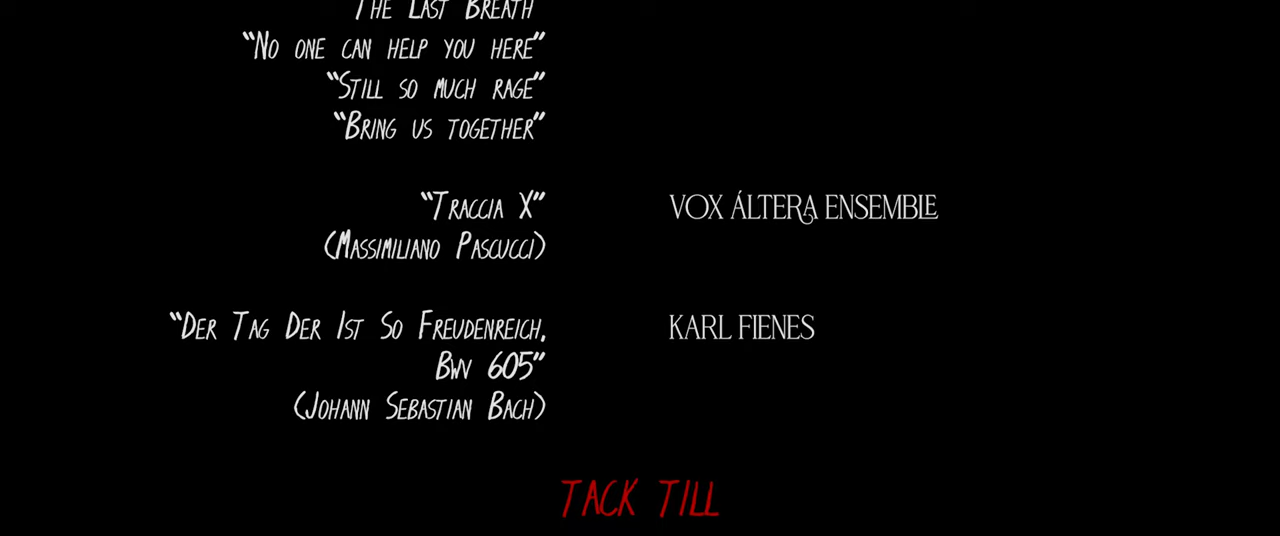 The Last Breath
“No one can help you here”
“Still so much rage”
“Bring us together”
“Traccia X” VOX ÁLTERA ENSEMBLE
(Massimiliano Pascucci)
“Der Tag Der Ist So Freudenreich, KARL FIENES
Bwv 605”
(Johann Sebastian Bach)
TACK TILL